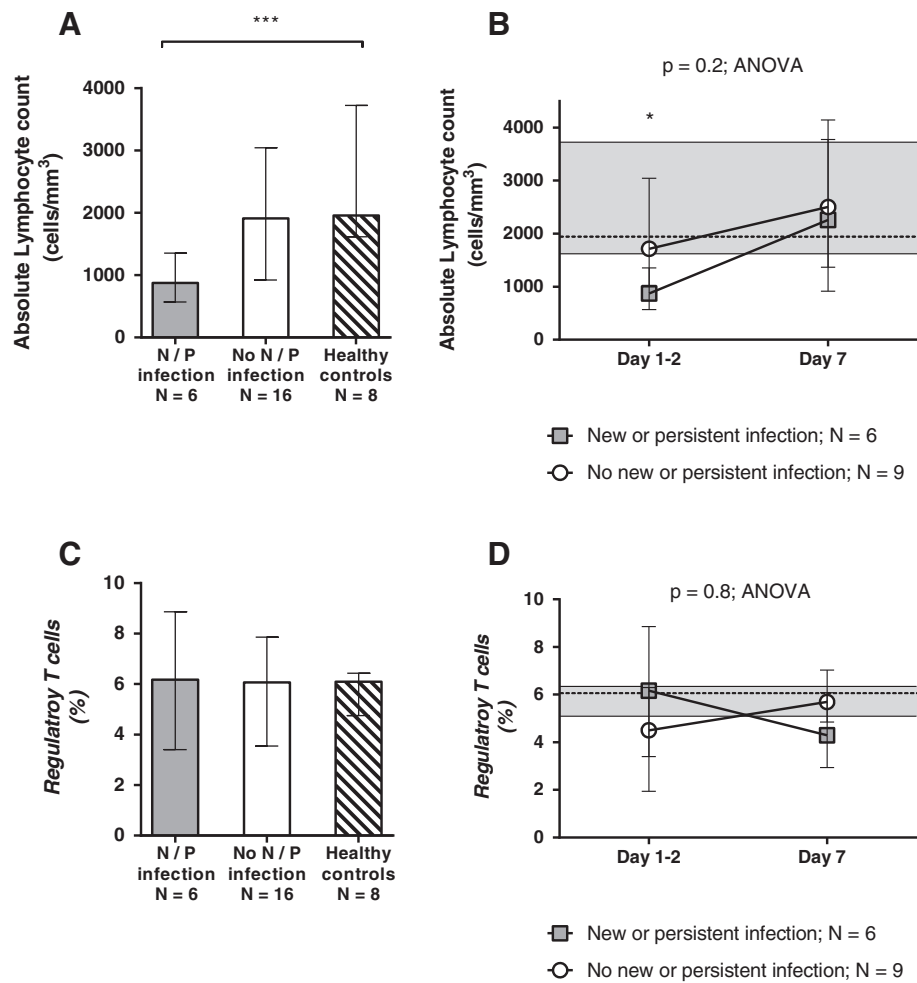 A
***
Absolute Lymphocyte count
(cells/mm³)
4000
3000
2000
1000
0
N / P
infection
N = 6
No N / P
infection
N = 16
Healthy
controls
N = 8
B
p = 0.2; ANOVA
*
Absolute Lymphocyte count
(cells/mm³)
4000
3000
2000
1000
0
Day 1-2
Day 7
New or persistent infection; N = 6
No new or persistent infection; N = 9
C
Regulatroy T cells
(%)
10
8
6
4
2
0
N / P
infection
N = 6
No N / P
infection
N = 16
Healthy
controls
N = 8
D
p = 0.8; ANOVA
Regulatroy T cells
(%)
10
8
6
4
2
0
Day 1-2
Day 7
New or persistent infection; N = 6
No new or persistent infection; N = 9